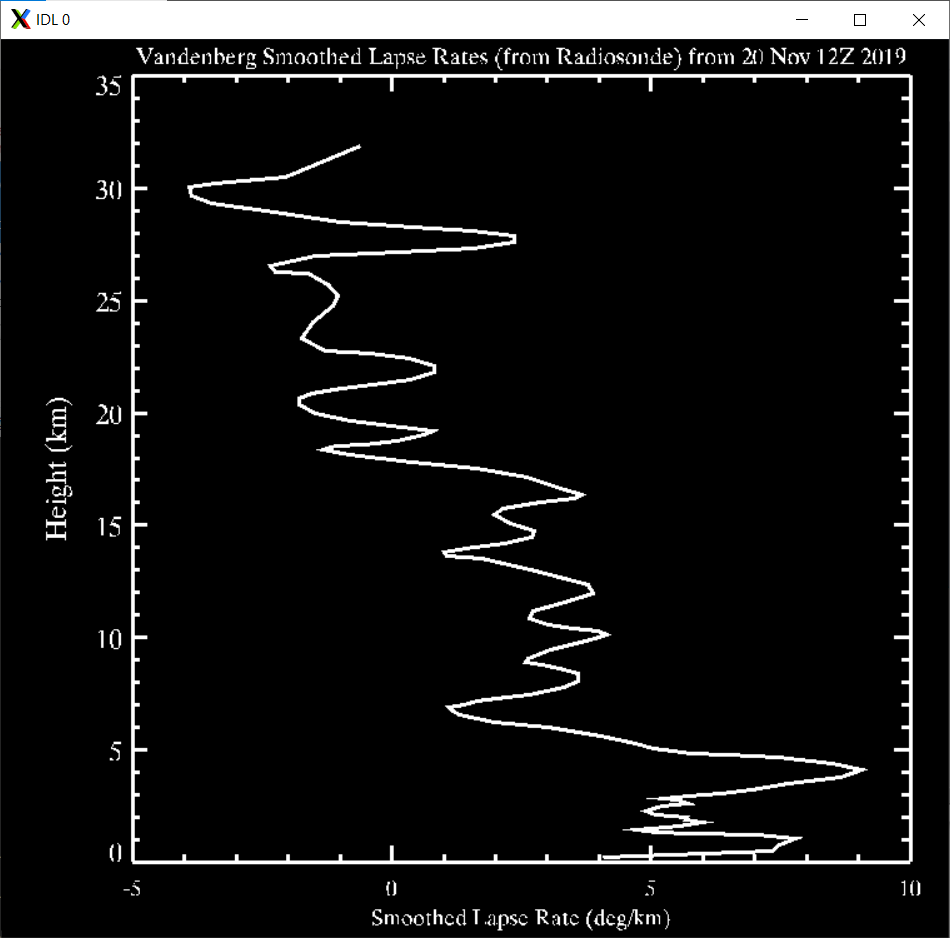 IDL 0
Vandenberg Smoothed Lapse Rates (from Radiosonde) from 20 Nov 12Z 2019
35
30
25
20
15
10
5
0
Height (km)
-5 0 5 10
Smoothed Lapse Rate (deg/km)